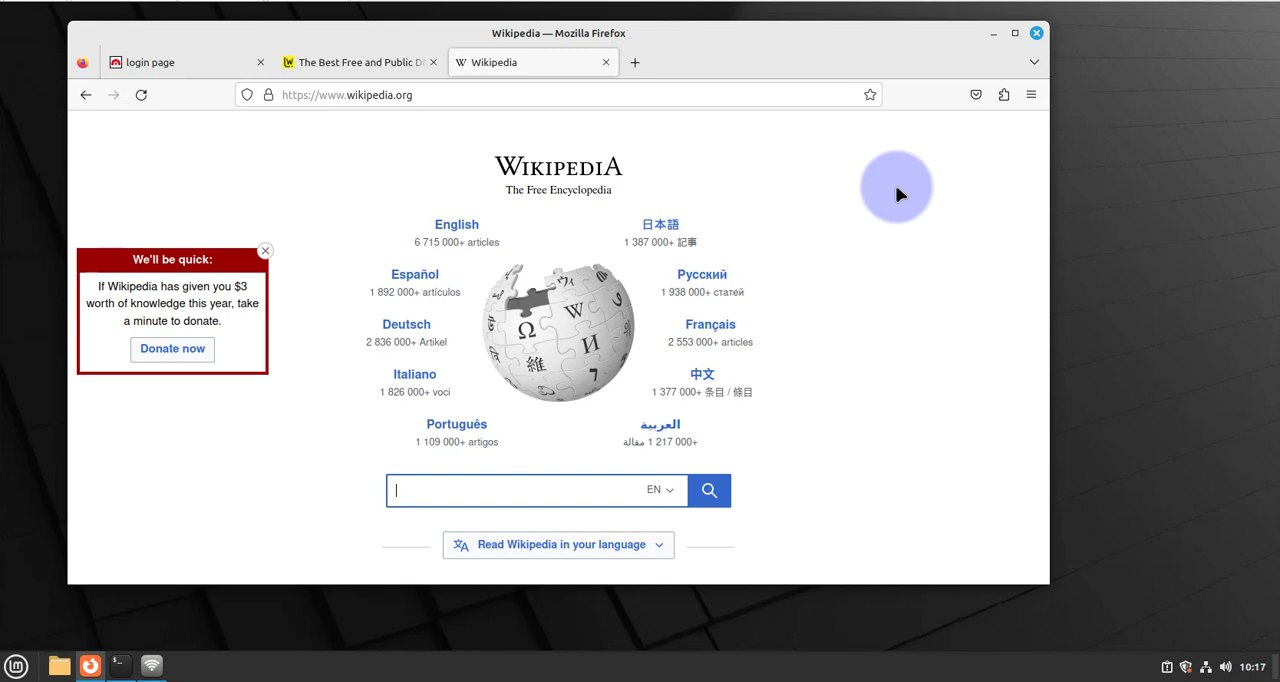 Wikipedia — Mozilla Firefox
login page
The Best Free and Public DN
Wikipedia
https://www.wikipedia.org
WIKIPEDIA
The Free Encyclopedia
English
6 715 000+ articles
日本語
1 387 000+ 記事
Español
1 892 000+ artículos
Русский
1 938 000+ статей
Deutsch
2 836 000+ Artikel
Français
2 553 000+ articles
Italiano
1 826 000+ voci
中文
1 377 000+ 条目 / 條目
Português
1 109 000+ artigos
العربية
1 217 000+ مقالة
We'll be quick:
If Wikipedia has given you $3
worth of knowledge this year, take
a minute to donate.
Donate now
EN
Read Wikipedia in your language
10:17